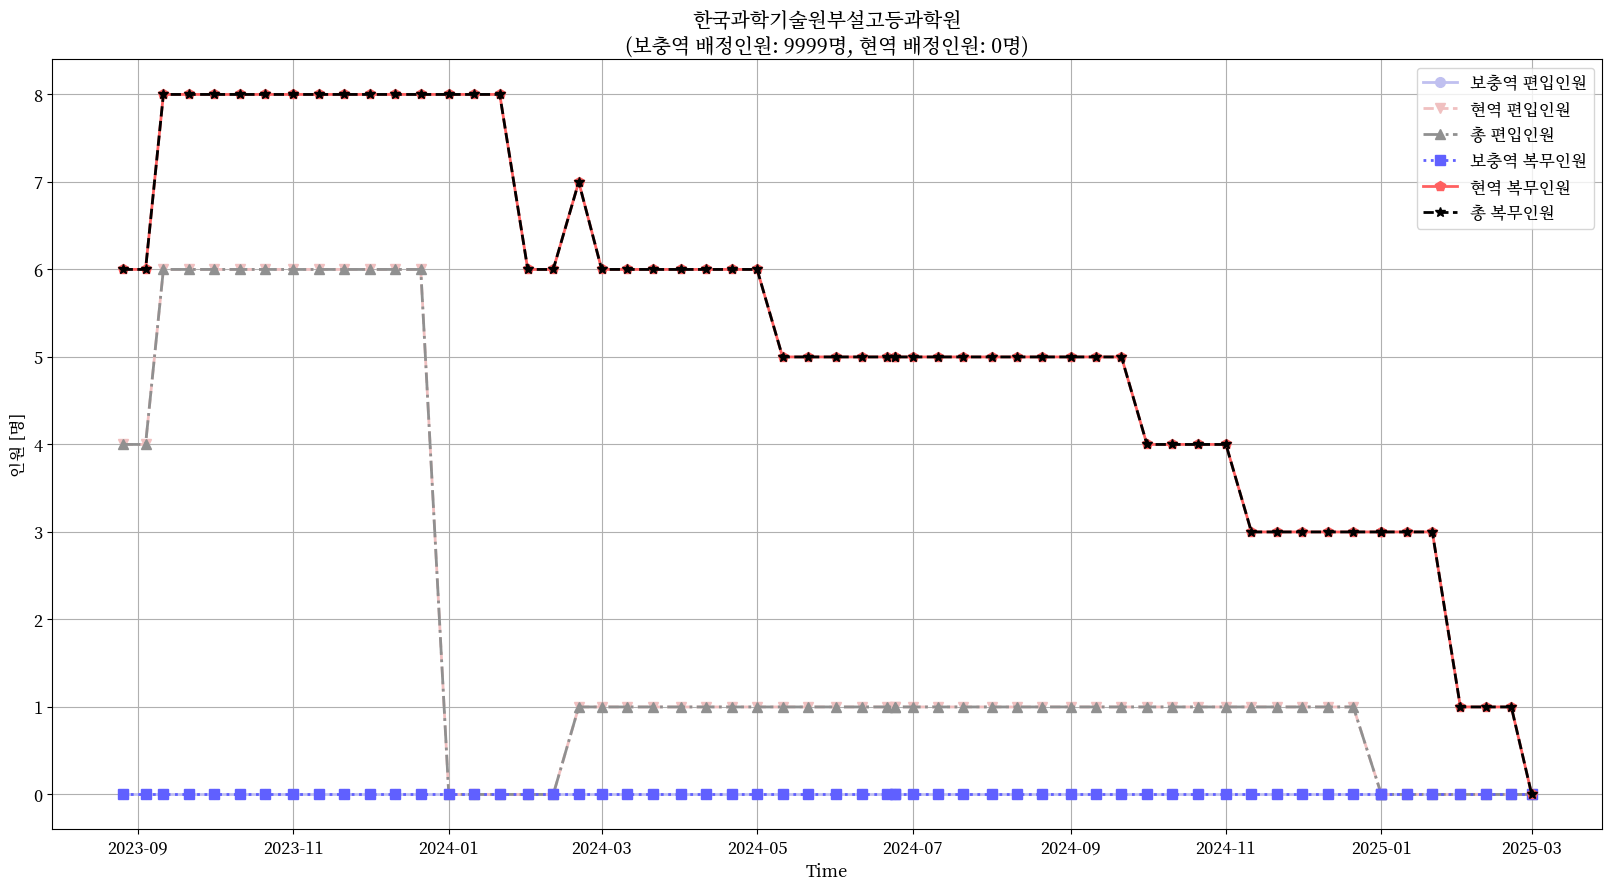 한국과학기술원부설고등과학원
(보충역 배정인원: 9999명, 현역 배정인원: 0명)
보충역 편입인원
현역 편입인원
총 편입인원
보충역 복무인원
현역 복무인원
총 복무인원
인원 [명]
8
7
6
5
4
3
2
1
0
2023-09
2023-11
2024-01
2024-03
2024-05
2024-07
2024-09
2024-11
2025-01
2025-03
Time